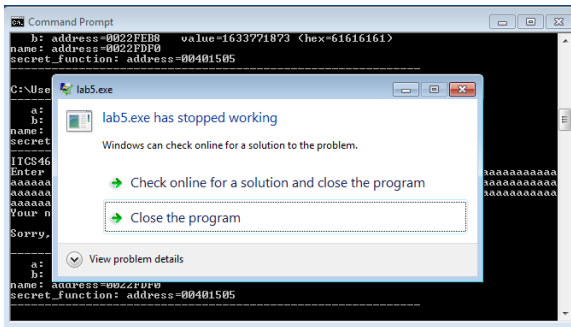 Command Prompt
b: address=0022FEB8 value=1633771873 (hex=61616161)
name: address=0022FDF0
secret_function: address=00401505
C:\Use
lab5.exe
a:
b:
name:
secret
lab5.exe has stopped working
Windows can check online for a solution to the problem.
ITCS46
Enter
aaaaaa
aaaaaa
aaaaaa
Your n
Check online for a solution and close the program
Close the program
Sorry,
View problem details
a:
b:
name: address=0022FDF0
secret_function: address=00401505